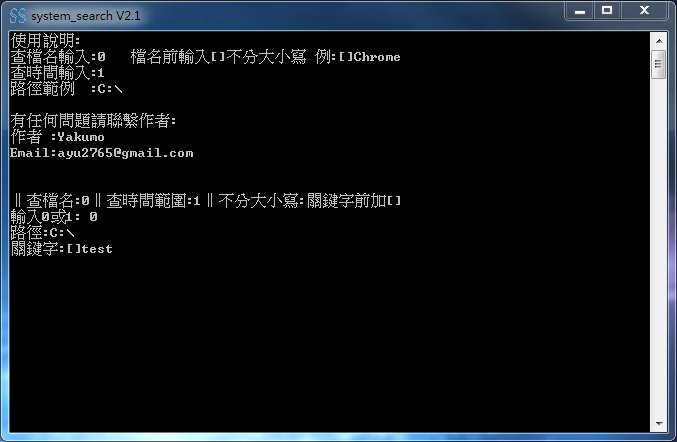 system_search V2.1
使用說明:
查檔名輸入:0 檔名前輸入[]不分大小寫 例:[]Chrome
查時間輸入:1
路徑範例 :C:\
有任何問題請聯繫作者:
作者 :Yakumo
Email:ayu2765@gmail.com
‖查檔名:0‖查時間範圍:1‖不分大小寫:關鍵字前加[]
輸入0或1: 0
路徑:C:\
關鍵字:[]test